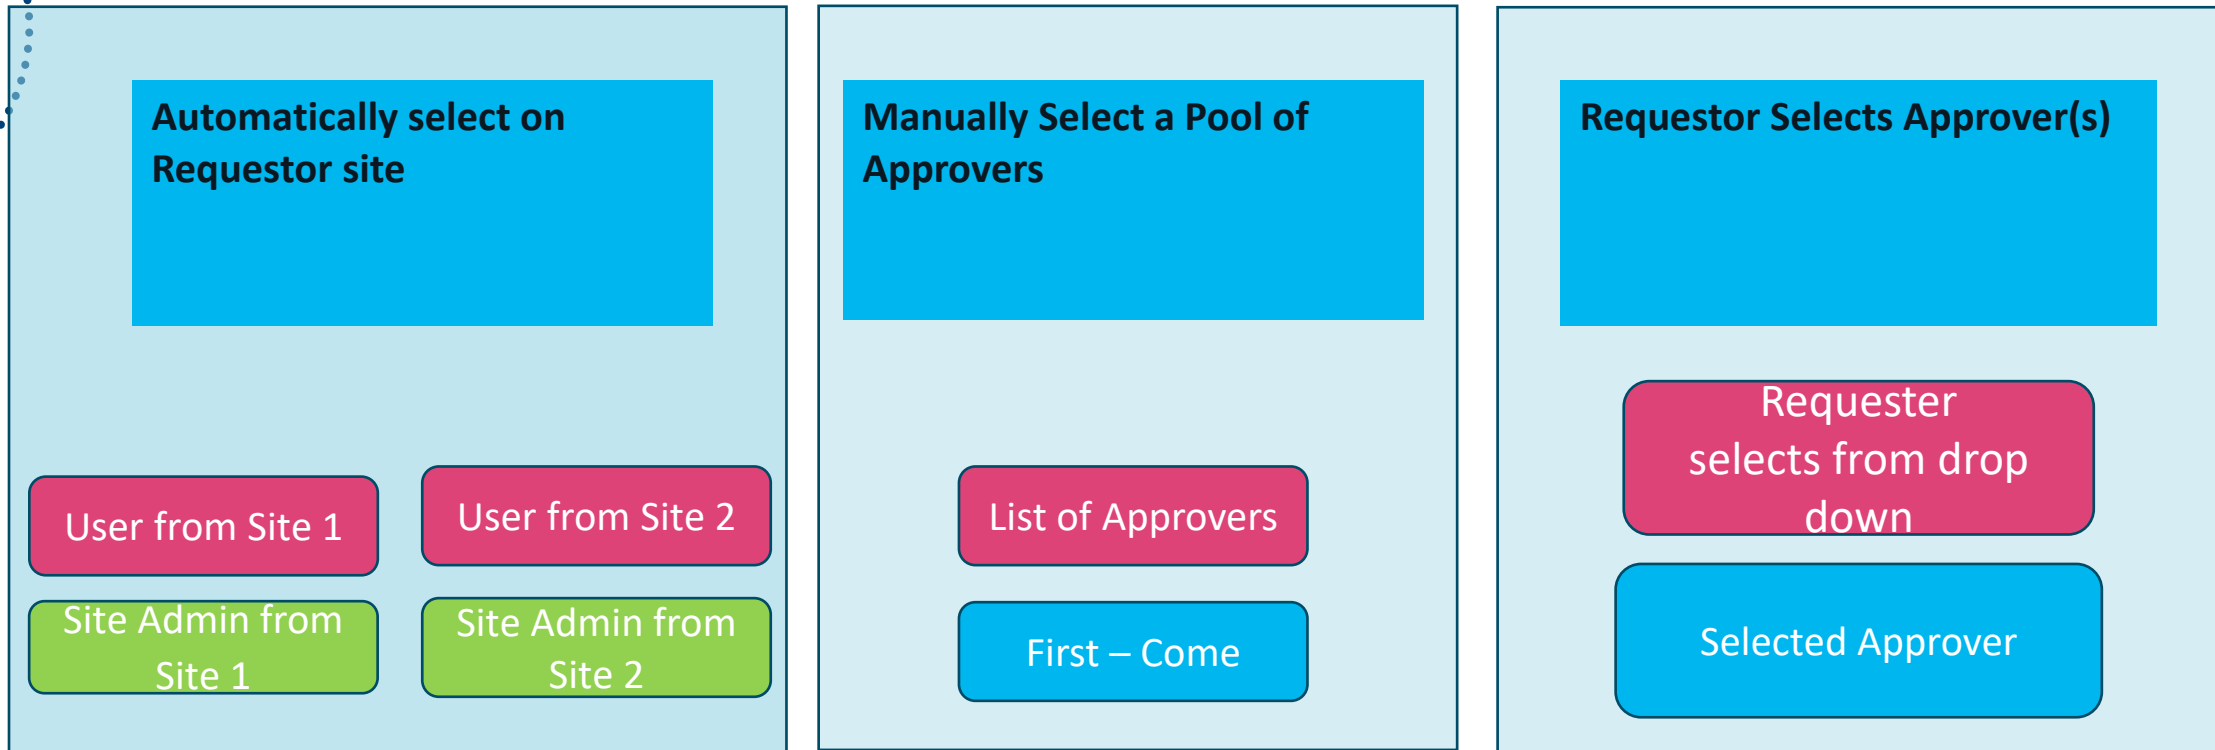 Automatically select on
Requestor site
User from Site 1
User from Site 2
Site Admin from
Site 1
Site Admin from
Site 2
Manually Select a Pool of
Approvers
List of Approvers
First – Come
Requestor Selects Approver(s)
Requester
selects from drop
down
Selected Approver